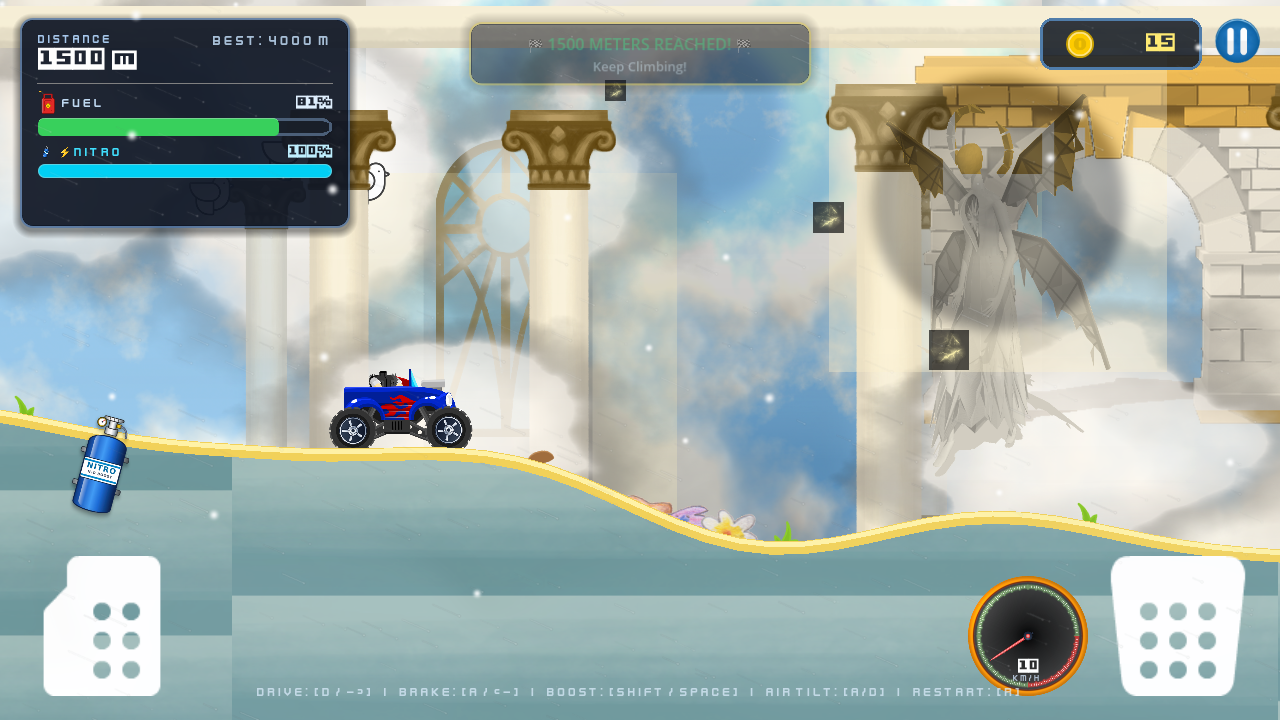 DISTANCE
BEST: 4000 M
1500 M
FUEL
81%
NITRO
100%
1500 METERS REACHED!
Keep Climbing!
15
NITRO
10
KM/H
DRIVE: [D / ->] | BRAKE: [A / <-] | BOOST: [SHIFT / SPACE] | AIR TILT: [A/D] | RESTART: [R]